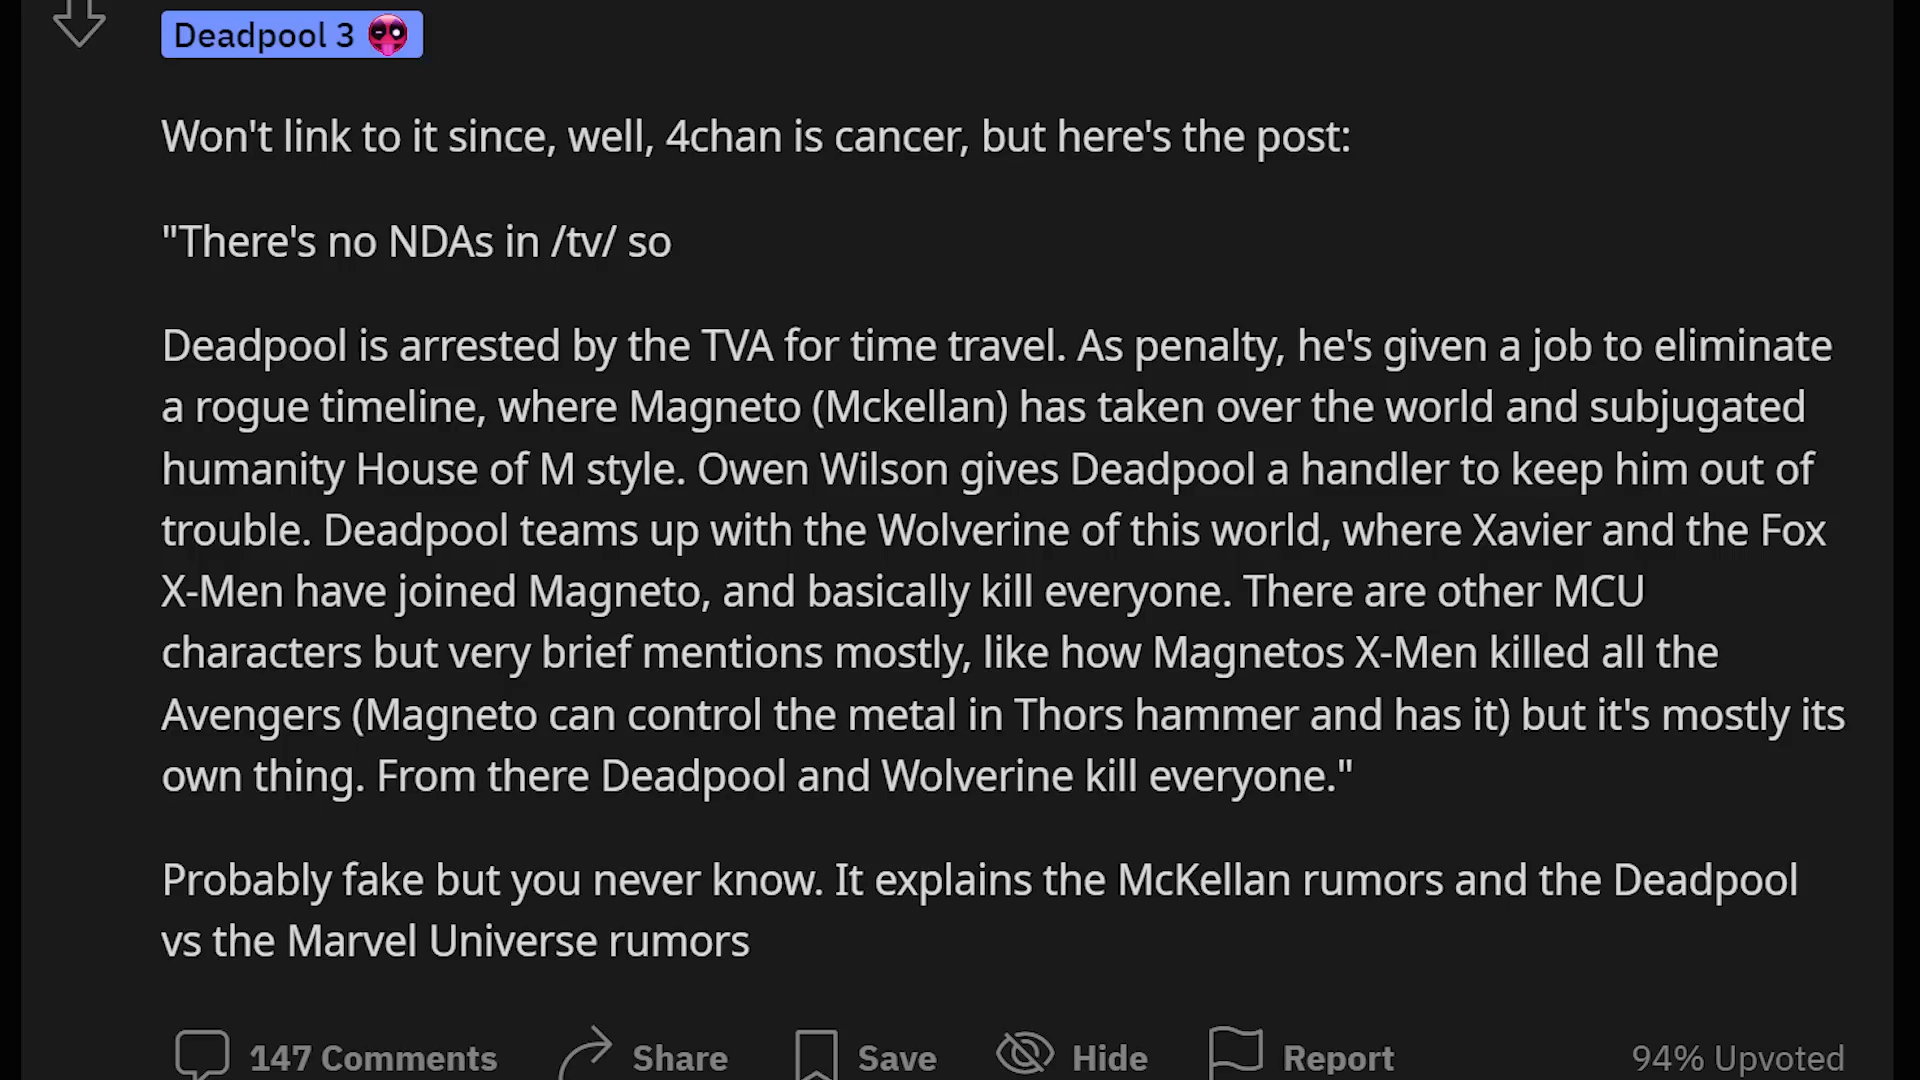 Deadpool 3
Won't link to it since, well, 4chan is cancer, but here's the post:
"There's no NDAs in /tv/ so
Deadpool is arrested by the TVA for time travel. As penalty, he's given a job to eliminate
a rogue timeline, where Magneto (Mckellan) has taken over the world and subjugated
humanity House of M style. Owen Wilson gives Deadpool a handler to keep him out of
trouble. Deadpool teams up with the Wolverine of this world, where Xavier and the Fox
X-Men have joined Magneto, and basically kill everyone. There are other MCU
characters but very brief mentions mostly, like how Magnetos X-Men killed all the
Avengers (Magneto can control the metal in Thors hammer and has it) but it's mostly its
own thing. From there Deadpool and Wolverine kill everyone."
Probably fake but you never know. It explains the McKellan rumors and the Deadpool
vs the Marvel Universe rumors
147 Comments Share Save Hide Report 94% Upvoted